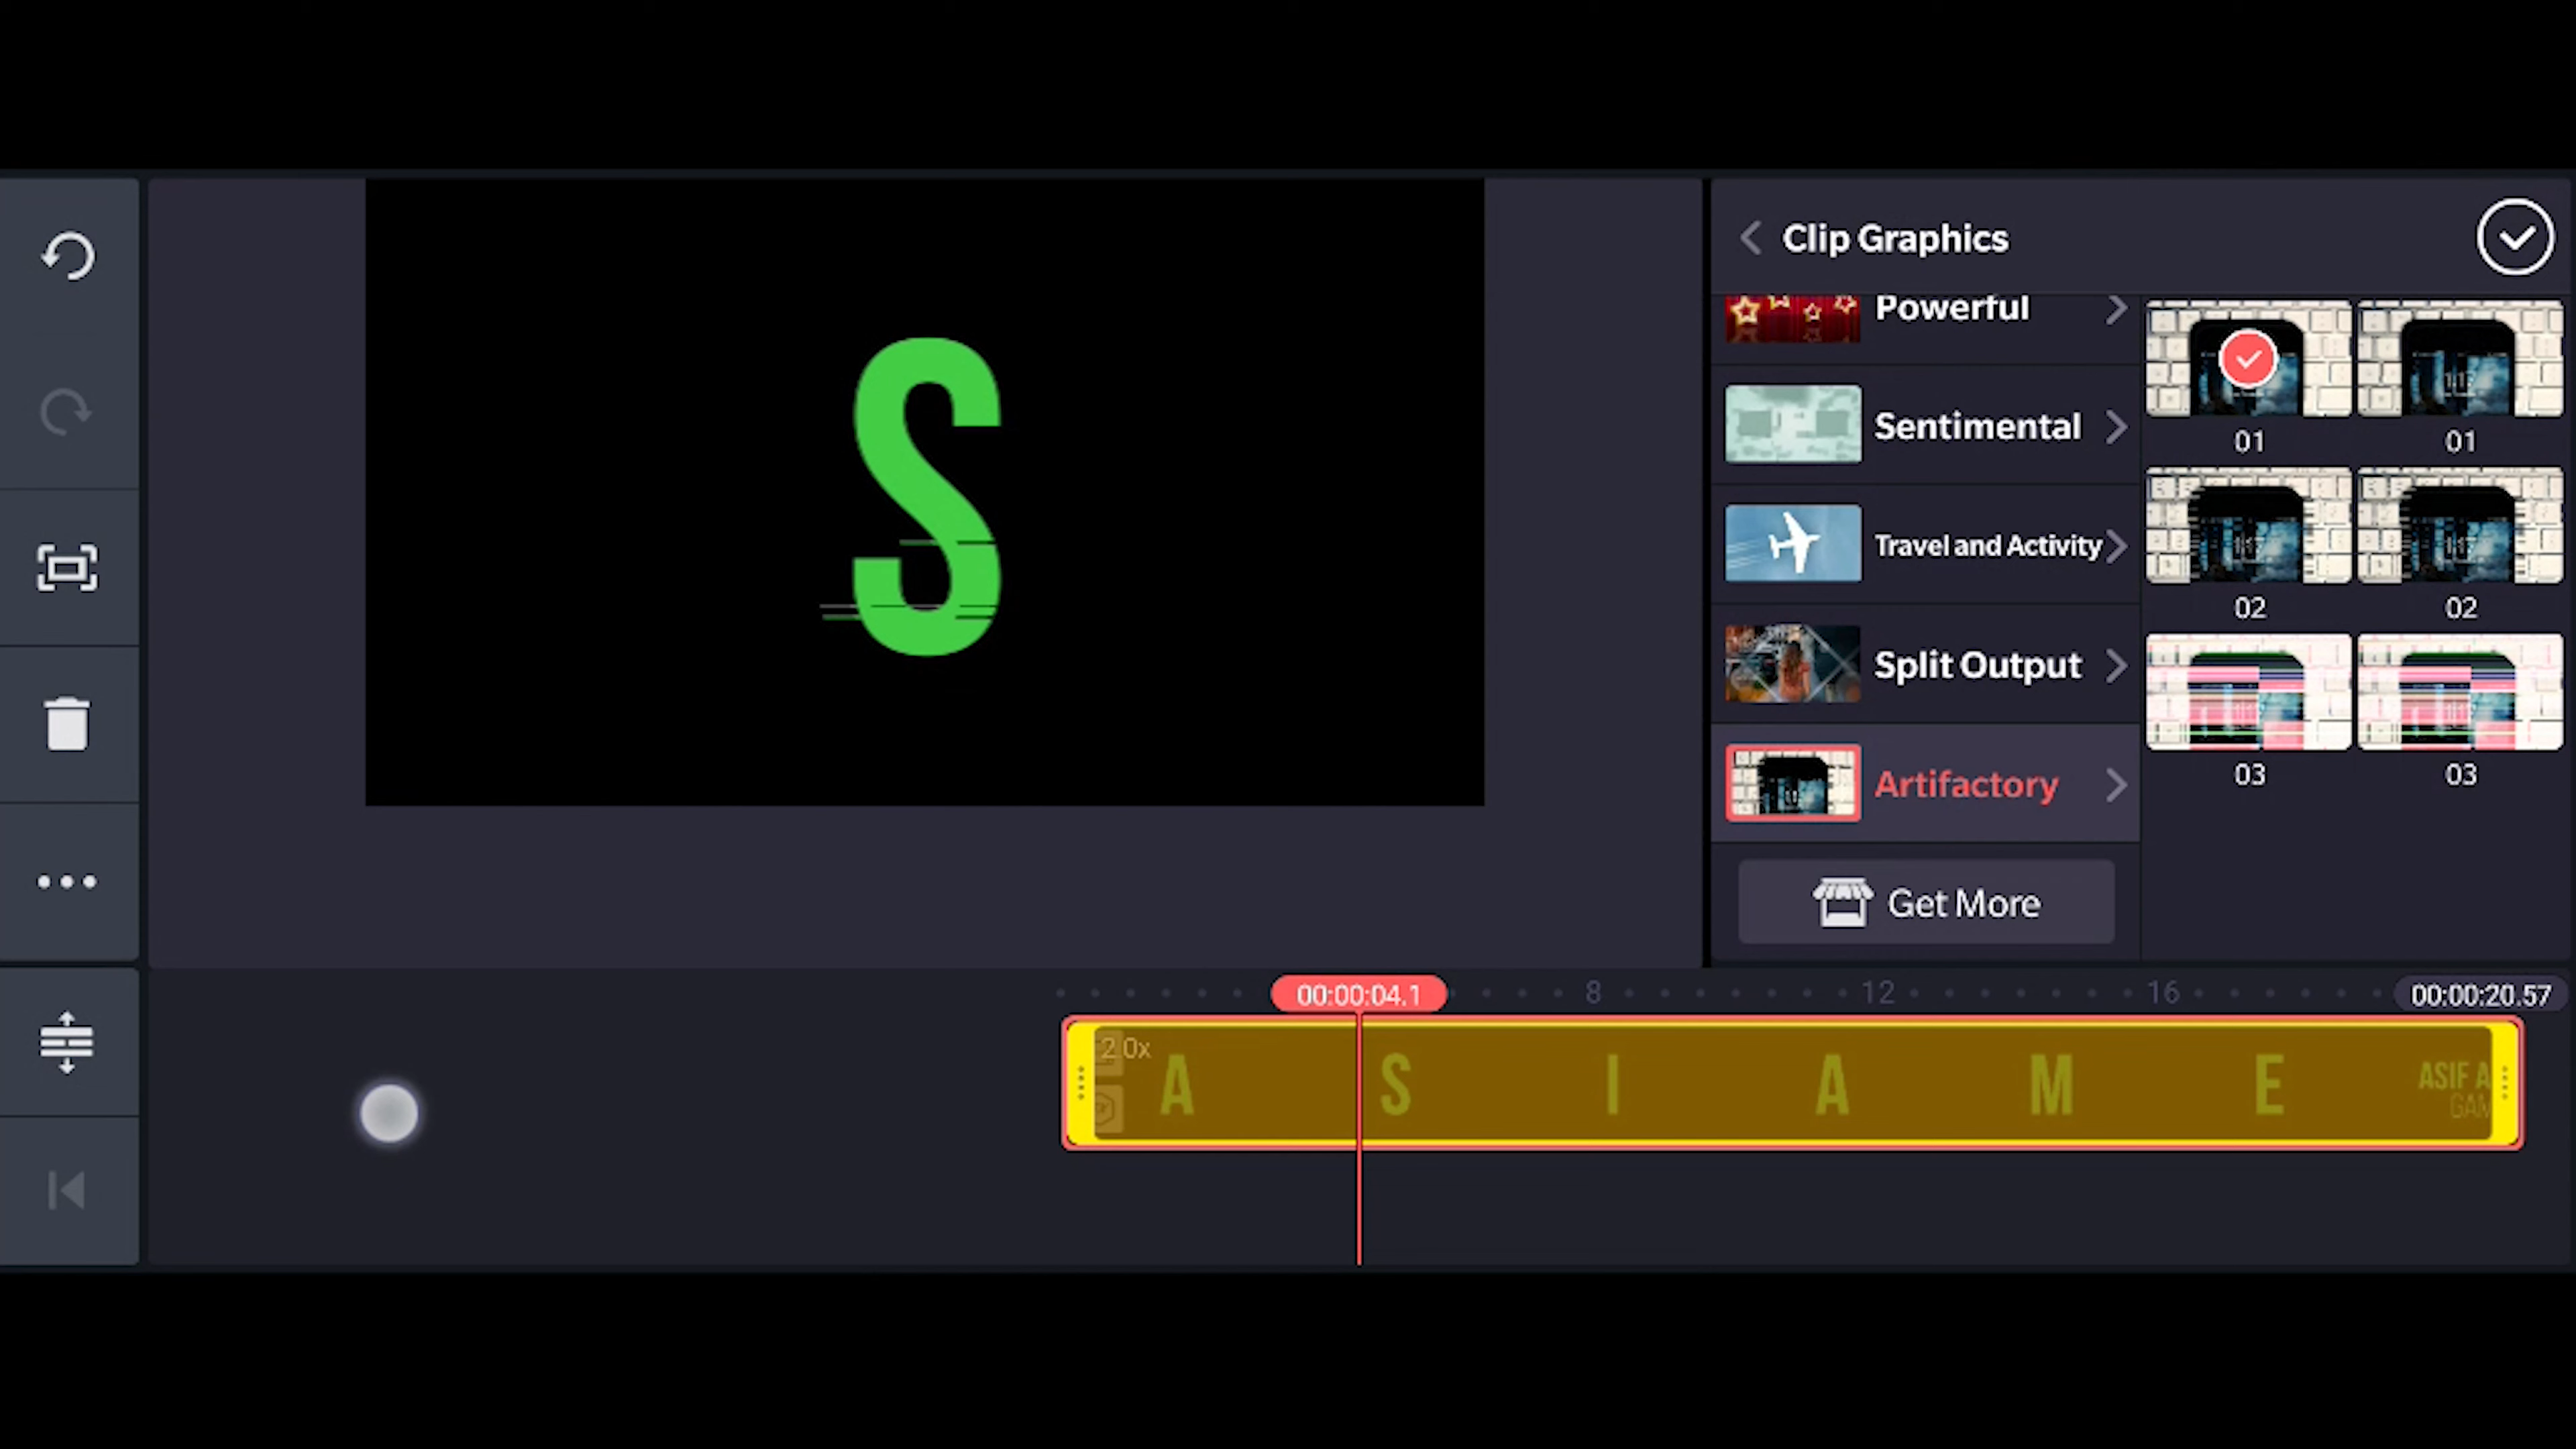 Clip Graphics
Powerful
Sentimental
Travel and Activity
Split Output
Artifactory
Get More
01
01
02
02
03
03
S
00:00:04.1
8
12
16
00:00:20.57
2.0x
A
S
I
A
M
E
ASIF A
GAM